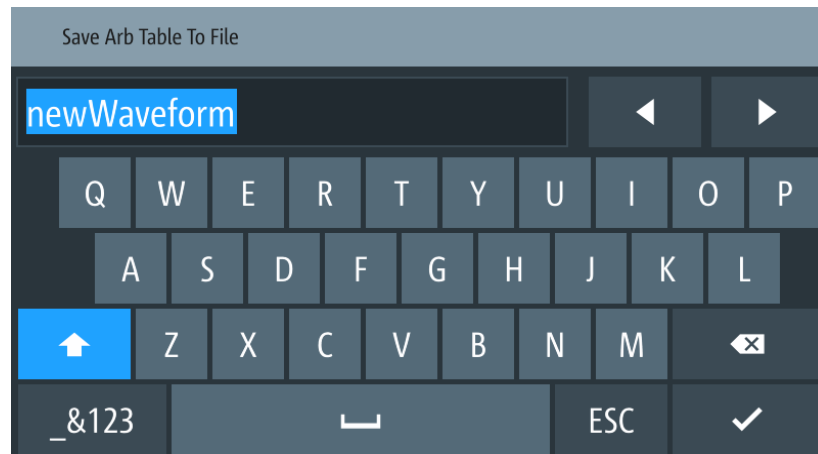 Save Arb Table To File
newWaveform
Q W E R T Y U I O P
A S D F G H J K L
Z X C V B N M
_&123 ESC